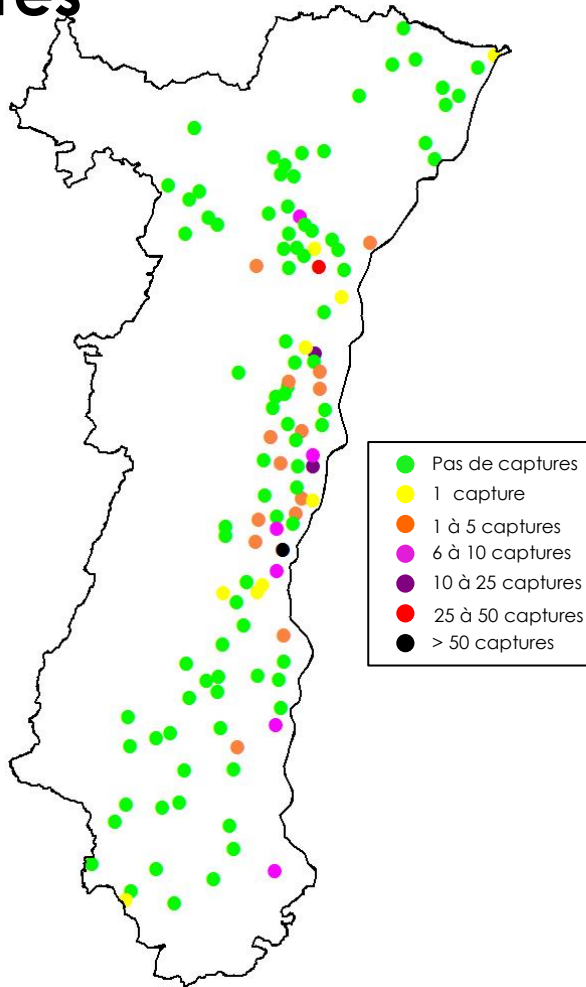 Pas de captures
1 capture
1 à 5 captures
6 à 10 captures
10 à 25 captures
25 à 50 captures
> 50 captures